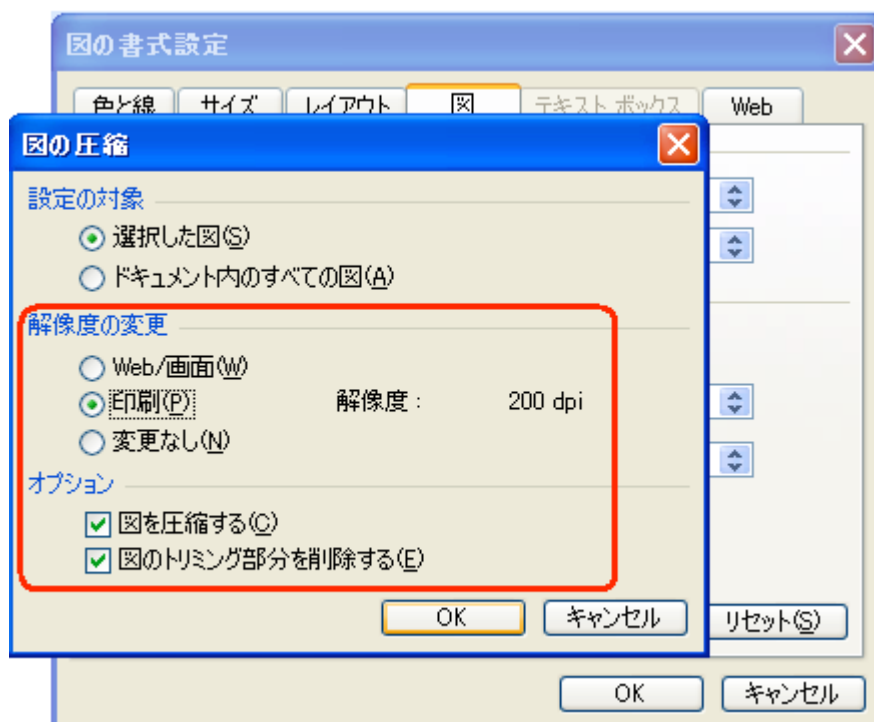 図の書式設定
色と線 サイズ レイアウト 図 テキスト ボックス Web
図の圧縮
設定の対象
選択した図(S)
ドキュメント内のすべての図(A)
解像度の変更
Web/画面(W)
印刷(P) 解像度: 200 dpi
変更なし(N)
オプション
図を圧縮する(C)
図のトリミング部分を削除する(E)
OK キャンセル
リセット(S)
OK キャンセル